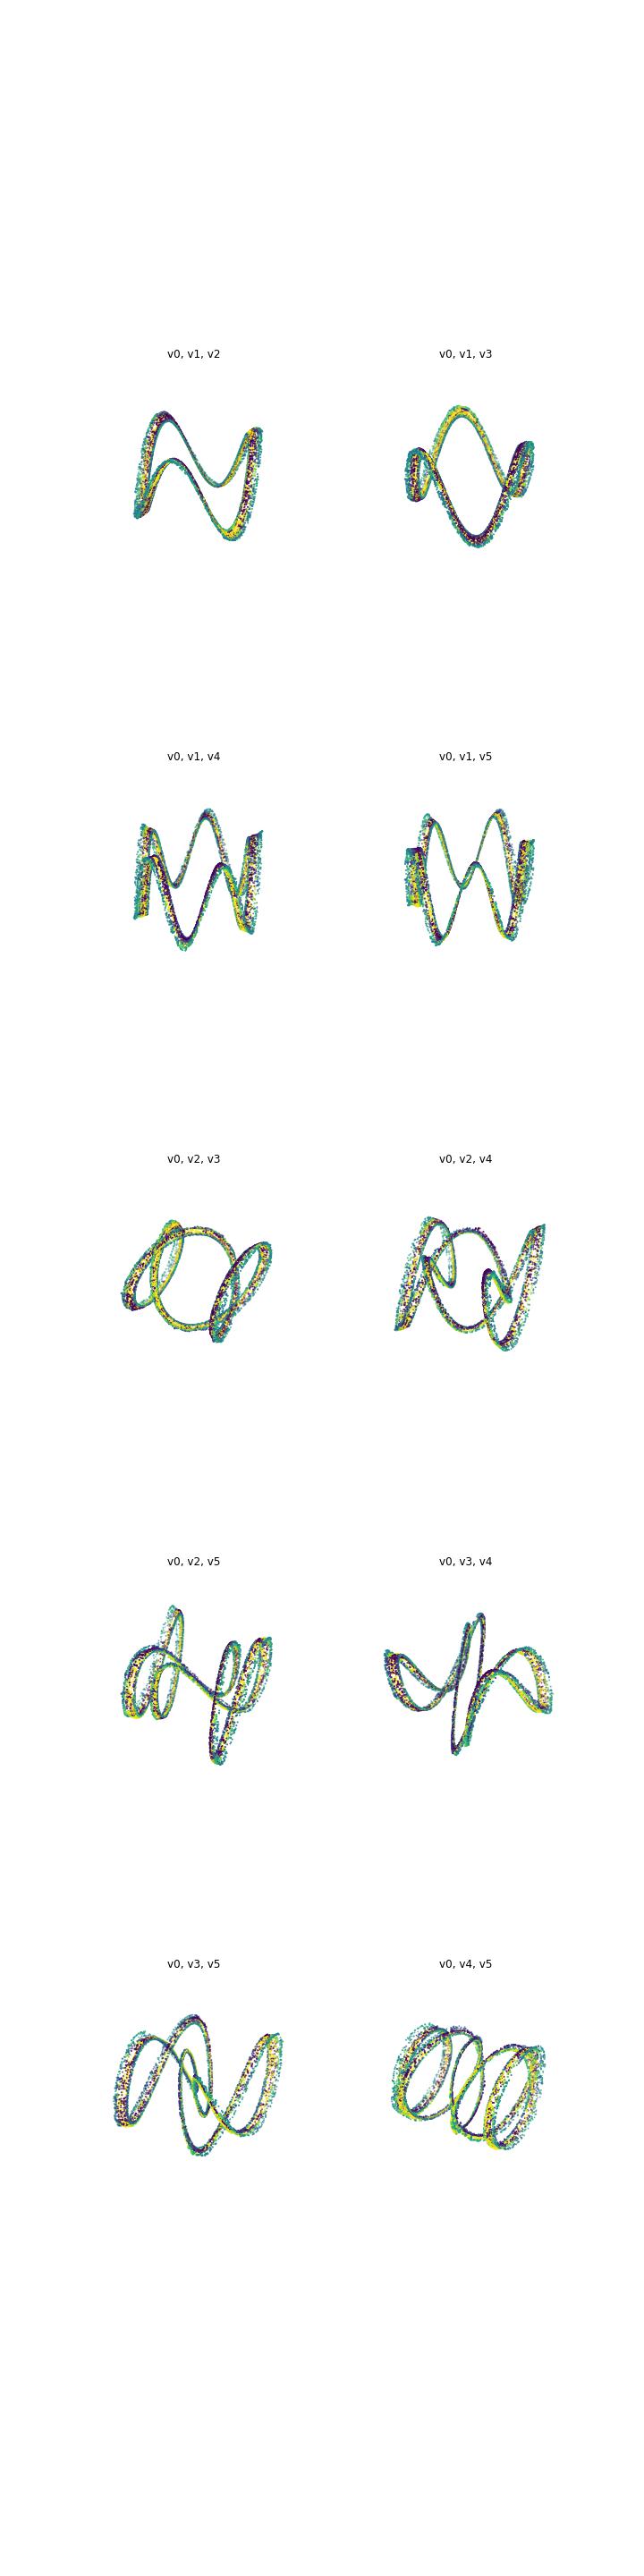 v0, v1, v2
v0, v1, v3
v0, v1, v4
v0, v1, v5
v0, v2, v3
v0, v2, v4
v0, v2, v5
v0, v3, v4
v0, v3, v5
v0, v4, v5